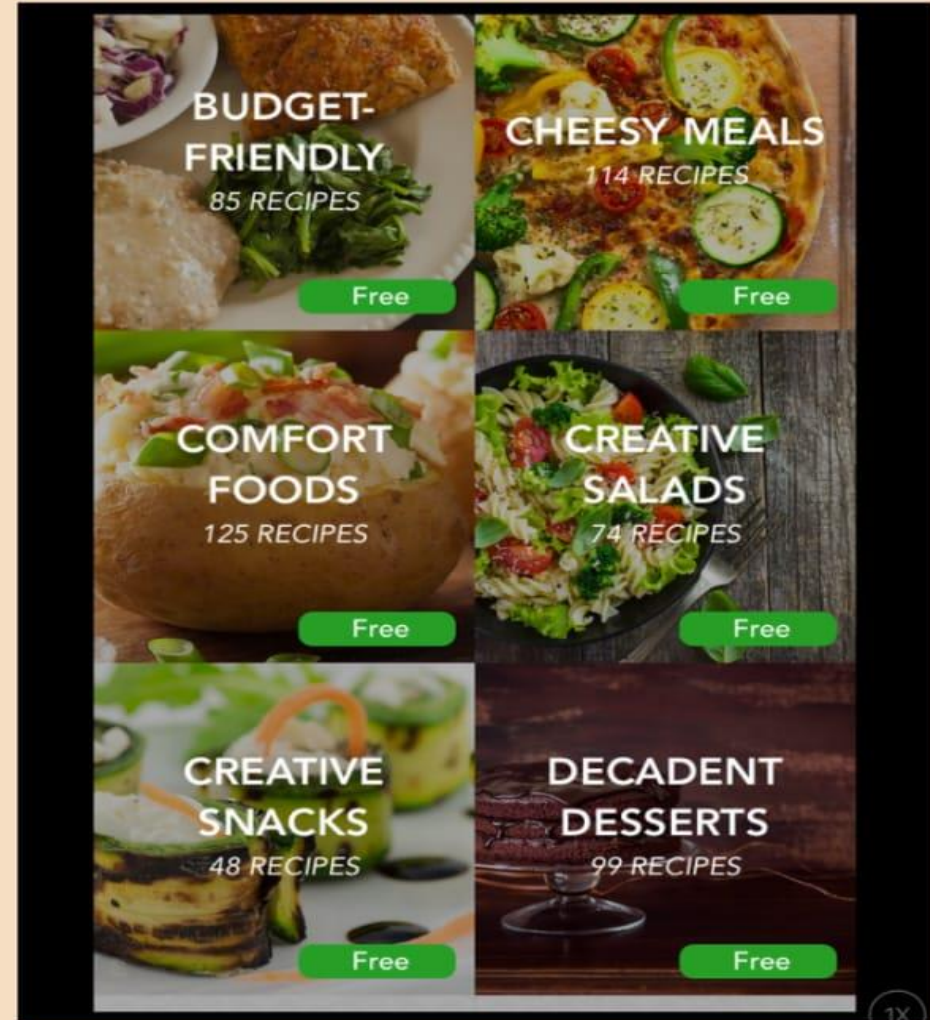 BUDGET-
FRIENDLY
85 RECIPES
Free
CHEESY MEALS
114 RECIPES
Free
COMFORT
FOODS
125 RECIPES
Free
CREATIVE
SALADS
74 RECIPES
Free
CREATIVE
SNACKS
48 RECIPES
Free
DECADENT
DESSERTS
99 RECIPES
Free
1X